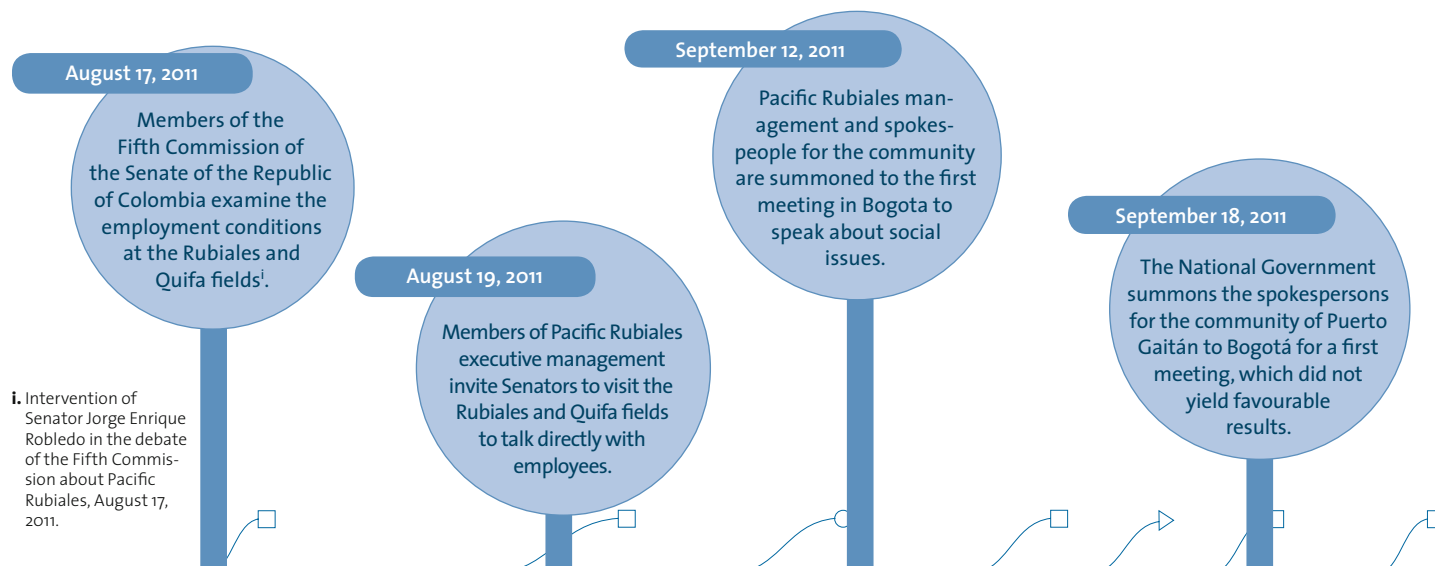 August 17, 2011
Members of the
Fifth Commission of
the Senate of the Republic
of Colombia examine the
employment conditions
at the Rubiales and
Quifa fieldsⁱ.
i. Intervention of
Senator Jorge Enrique
Robledo in the debate
of the Fifth Commis-
sion about Pacific
Rubiales, August 17,
2011.
August 19, 2011
Members of Pacific Rubiales
executive management
invite Senators to visit the
Rubiales and Quifa fields
to talk directly with
employees.
September 12, 2011
Pacific Rubiales man-
agement and spokes-
people for the community
are summoned to the first
meeting in Bogota to
speak about social
issues.
September 18, 2011
The National Government
summons the spokespersons
for the community of Puerto
Gaitán to Bogotá for a first
meeting, which did not
yield favourable
results.